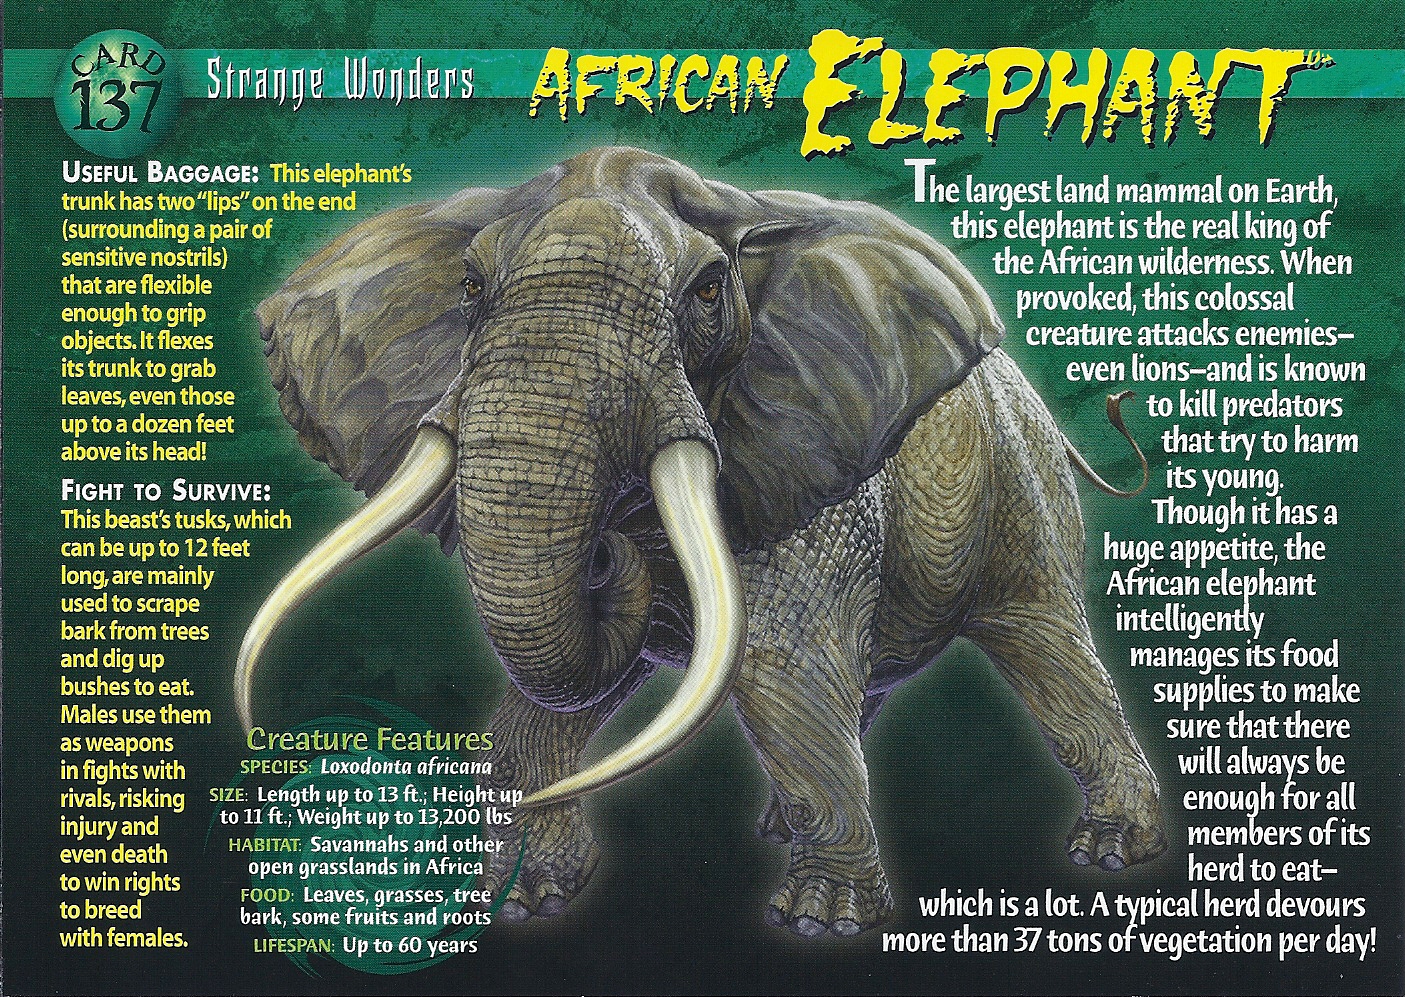 CARD
137
Strange Wonders
AFRICAN ELEPHANT
USEFUL BAGGAGE: This elephant's
trunk has two "lips" on the end
(surrounding a pair of
sensitive nostrils)
that are flexible
enough to grip
objects. It flexes
its trunk to grab
leaves, even those
up to a dozen feet
above its head!
FIGHT TO SURVIVE:
This beast's tusks, which
can be up to 12 feet
long, are mainly
used to scrape
bark from trees
and dig up
bushes to eat.
Males use them
as weapons
in fights with
rivals, risking
injury and
even death
to win rights
to breed
with females.
Creature Features
SPECIES: Loxodonta africana
SIZE: Length up to 13 ft.; Height up
to 11 ft.; Weight up to 13,200 lbs
HABITAT: Savannahs and other
open grasslands in Africa
FOOD: Leaves, grasses, tree
bark, some fruits and roots
LIFESPAN: Up to 60 years
The largest land mammal on Earth,
this elephant is the real king of
the African wilderness. When
provoked, this colossal
creature attacks enemies–
even lions–and is known
to kill predators
that try to harm
its young.
Though it has a
huge appetite, the
African elephant
intelligently
manages its food
supplies to make
sure that there
will always be
enough for all
members of its
herd to eat–
which is a lot. A typical herd devours
more than 37 tons of vegetation per day!